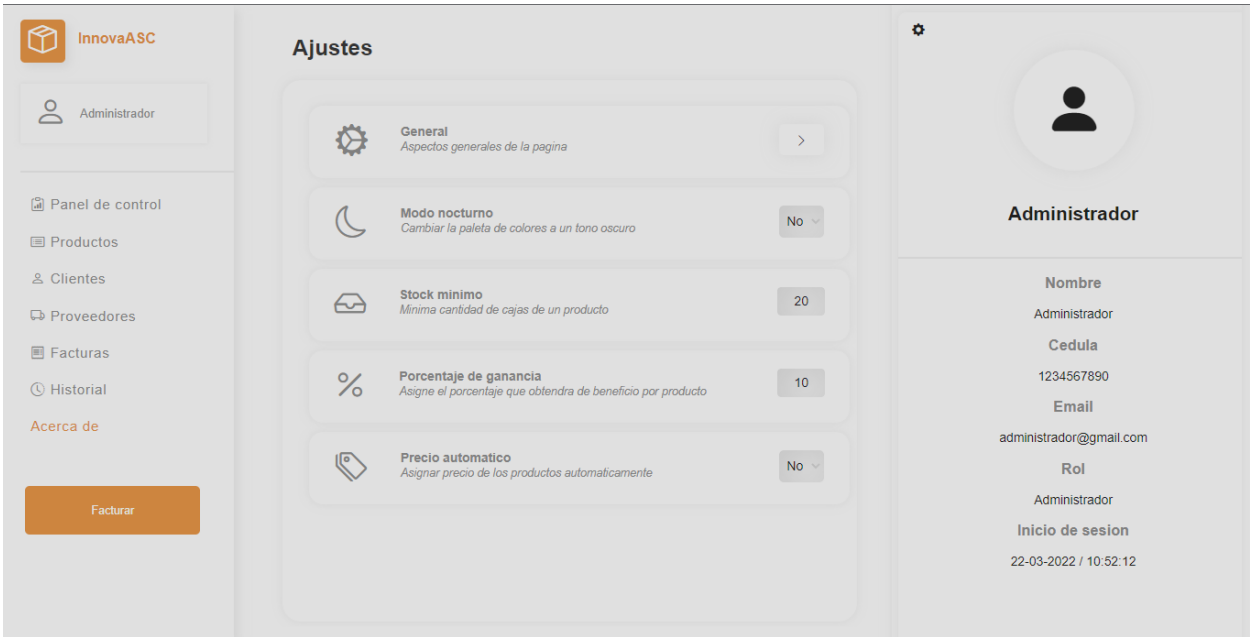 InnovaASC
Administrador
Panel de control
Productos
Clientes
Proveedores
Facturas
Historial
Acerca de
Facturar
Ajustes
General
Aspectos generales de la pagina
Modo nocturno
Cambiar la paleta de colores a un tono oscuro
No
Stock minimo
Minima cantidad de cajas de un producto
20
Porcentaje de ganancia
Asigne el porcentaje que obtendra de beneficio por producto
10
Precio automatico
Asignar precio de los productos automaticamente
No
Administrador
Nombre
Administrador
Cedula
1234567890
Email
administrador@gmail.com
Rol
Administrador
Inicio de sesion
22-03-2022 / 10:52:12